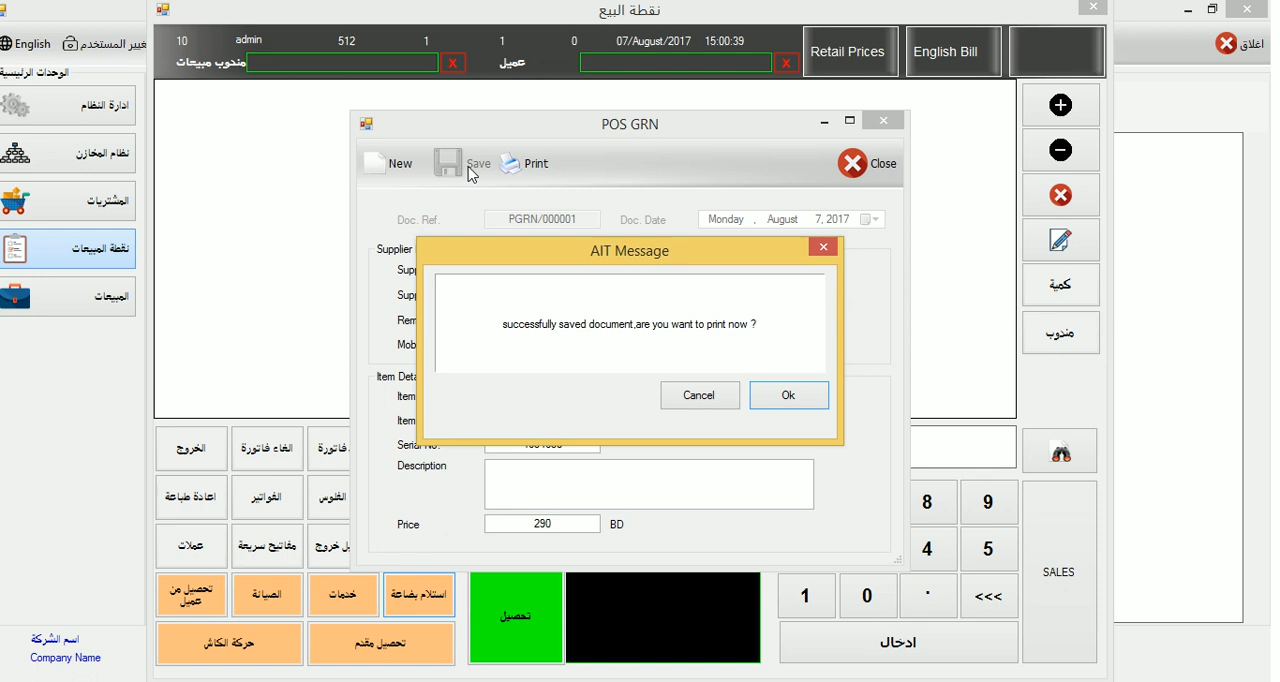 نقطة البيع
English
تغيير المستخدم
الوحدات الرئيسية
ادارة النظام
نظام المخازن
المشتريات
نقطة المبيعات
المبيعات
اسم الشركة
Company Name
اغلاق
10 admin 512 1 1 0 07/August/2017 15:00:39
مندوب مبيعات X عميل X
Retail Prices
English Bill
POS GRN
New Save Print Close
Doc. Ref. PGRN/000001 Doc. Date Monday , August 7, 2017
Supplier
AIT Message
successfully saved document,are you want to print now ?
Cancel Ok
Serial No.
Description
Price 290 BD
كمية
مندوب
الخروج
الغاء فاتورة
فاتورة
اعادة طباعة
الفواتير
الفلوس
عملات
مفاتيح سريعة
خروج
تحصيل من عميل
الصيانة
خدمات
استلام بضاعة
حركة الكاش
تحصيل مقدم
تحصيل
8 9
4 5
1 0 . <<<
ادخال
SALES